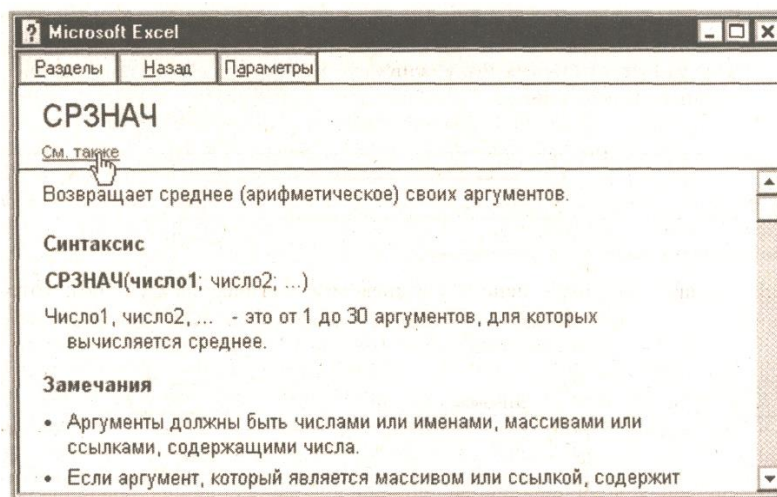 Microsoft Excel
Разделы Назад Параметры
СРЗНАЧ
См. также
Возвращает среднее (арифметическое) своих аргументов.
Синтаксис
СРЗНАЧ(число1; число2; ...)
Число1, число2, ... - это от 1 до 30 аргументов, для которых
вычисляется среднее.
Замечания
• Аргументы должны быть числами или именами, массивами или
ссылками, содержащими числа.
• Если аргумент, который является массивом или ссылкой, содержит